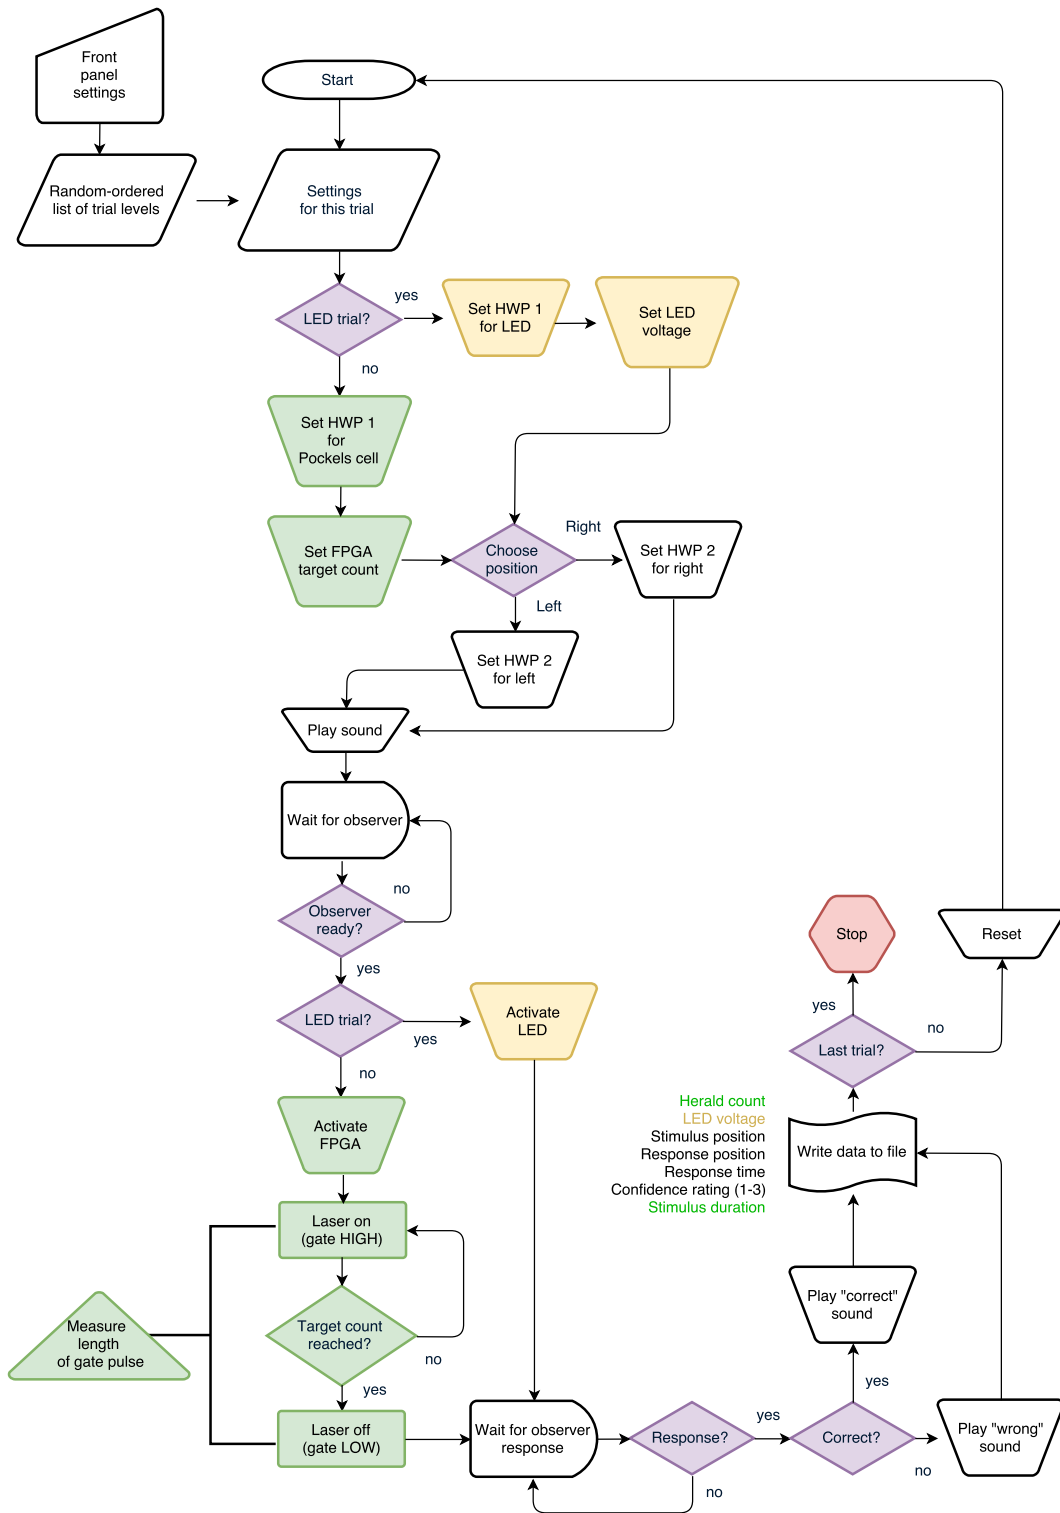 Front
panel
settings
Start
Random-ordered
list of trial levels
Settings
for this trial
LED trial?
yes
no
Set HWP 1
for LED
Set LED
voltage
Set HWP 1
for
Pockels cell
Set FPGA
target count
Choose
position
Right
Left
Set HWP 2
for right
Set HWP 2
for left
Play sound
Wait for observer
no
Observer
ready?
yes
LED trial?
yes
no
Activate
LED
Activate
FPGA
Laser on
(gate HIGH)
Target count
reached?
no
yes
Measure
length
of gate pulse
Laser off
(gate LOW)
Wait for observer
response
Response?
yes
no
Correct?
yes
no
Play "correct"
sound
Play "wrong"
sound
Herald count
LED voltage
Stimulus position
Response position
Response time
Confidence rating (1-3)
Stimulus duration
Write data to file
Last trial?
yes
no
Stop
Reset